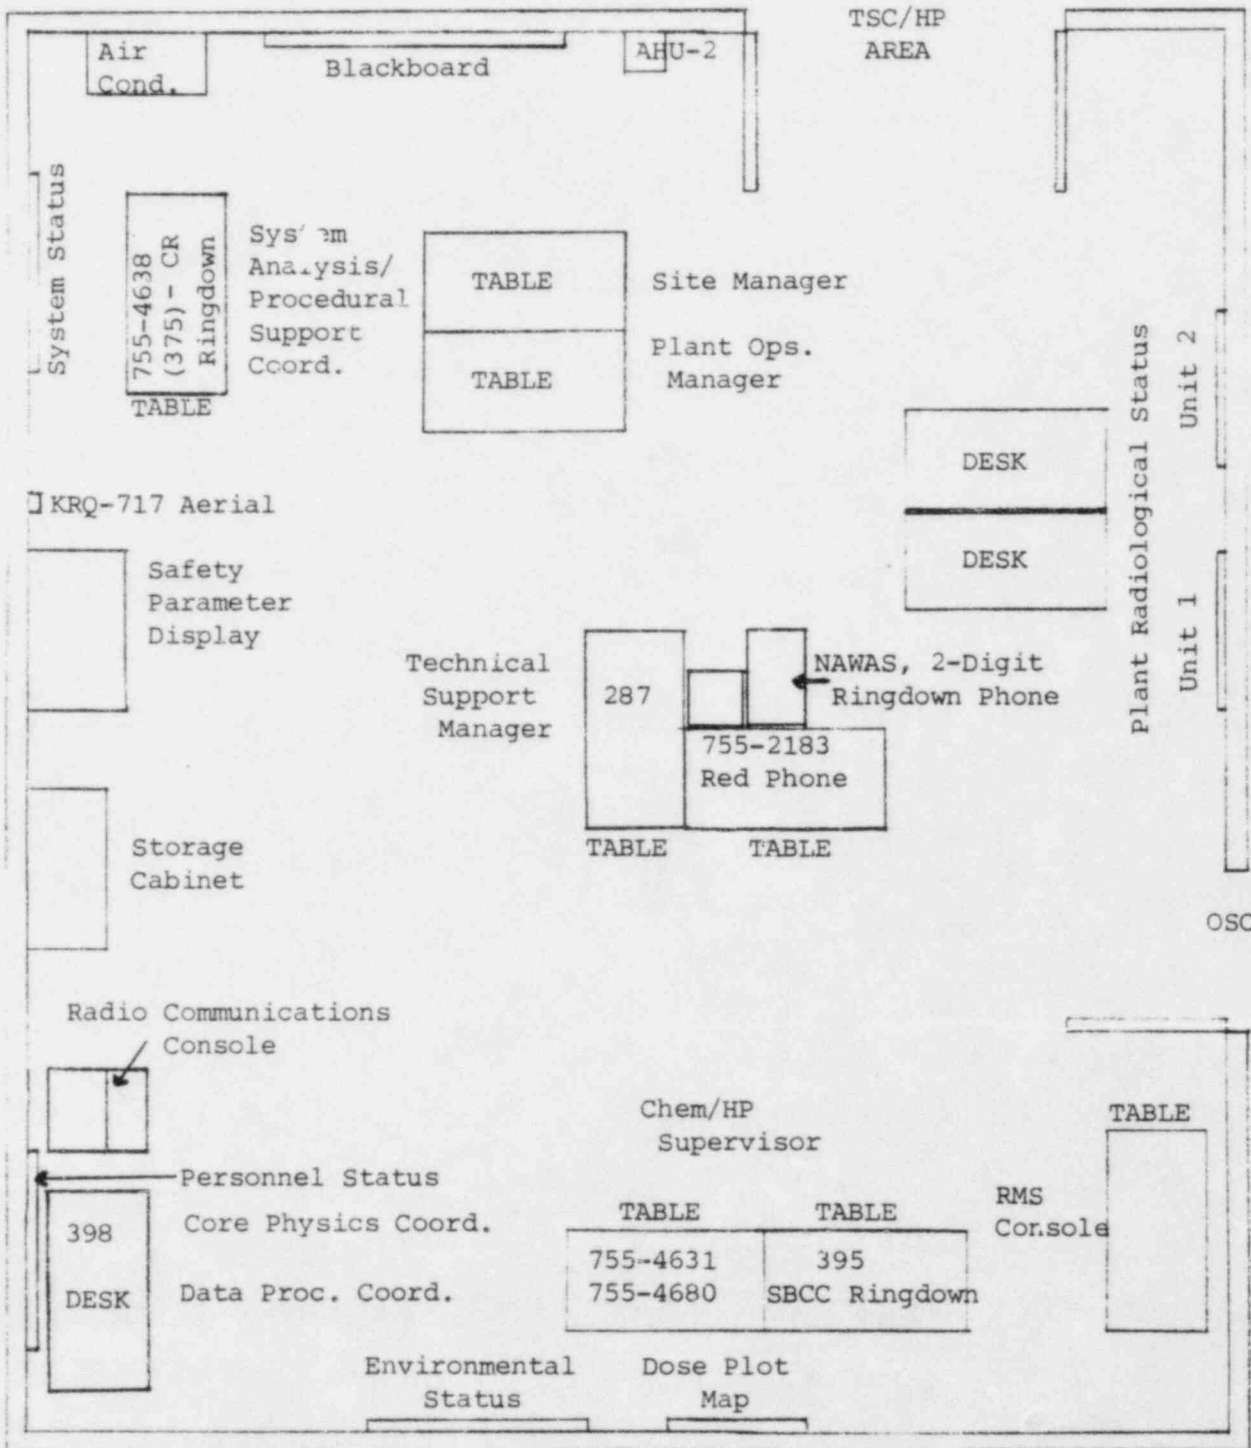 TSC/HP
AREA
Air
Cond.
Blackboard
AHU-2
System Status
755-4638
(375)- CR
Ringdown
TABLE
Sys em
Ana.ysis/
Procedural
Support
Coord.
TABLE
Site Manager
TABLE
Plant Ops.
Manager
DESK
DESK
Plant Radiological Status
Unit 2
Unit 1
KRQ-717 Aerial
Safety
Parameter
Display
Technical
Support
Manager
287
NAWAS, 2-Digit
Ringdown Phone
755-2183
Red Phone
TABLE
TABLE
Storage
Cabinet
OSC
Radio Communications
Console
Personnel Status
398
DESK
Core Physics Coord.
Data Proc. Coord.
Chem/HP
Supervisor
TABLE
TABLE
755-4631
755-4680
395
SBCC Ringdown
RMS
Console
TABLE
Environmental
Status
Dose Plot
Map